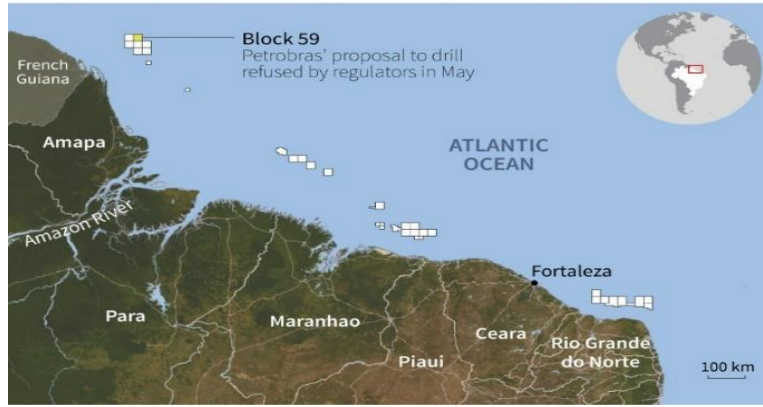 Block 59
Petrobras' proposal to drill
refused by regulators in May
French
Guiana
Amapa
ATLANTIC
OCEAN
Amazon River
Fortaleza
Para
Maranhao
Ceara
Rio Grande
do Norte
Piaui
100 km